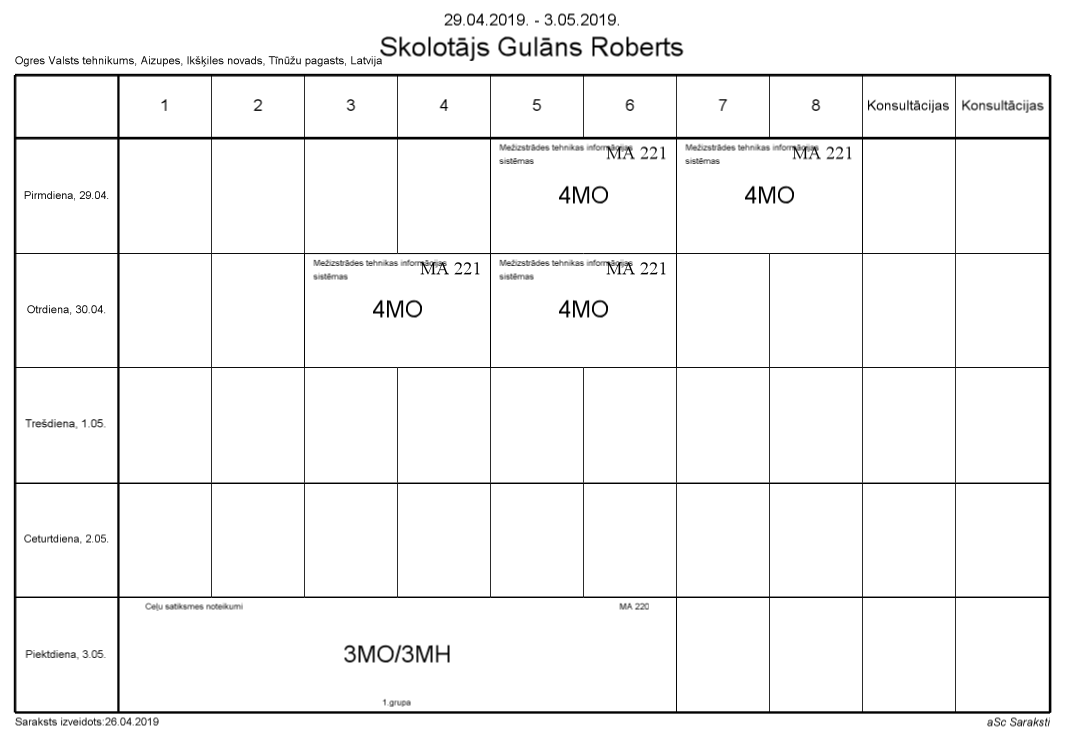 29.04.2019. - 3.05.2019.
Skolotājs Gulāns Roberts
Ogres Valsts tehnikums, Aizupes, Ikšķiles novads, Tīnūžu pagasts, Latvija
1 2 3 4 5 6 7 8 Konsultācijas Konsultācijas
Pirmdiena, 29.04.
Mežizstrādes tehnikas informācijas
sistēmas
MA 221
4MO
Mežizstrādes tehnikas informācijas
sistēmas
MA 221
4MO
Otrdiena, 30.04.
Mežizstrādes tehnikas informācijas
sistēmas
MA 221
4MO
Mežizstrādes tehnikas informācijas
sistēmas
MA 221
4MO
Trešdiena, 1.05.
Ceturtdiena, 2.05.
Piektdiena, 3.05.
Ceļu satiksmes noteikumi
MA 220
3MO/3MH
1.grupa
Saraksts izveidots:26.04.2019
aSc Saraksti